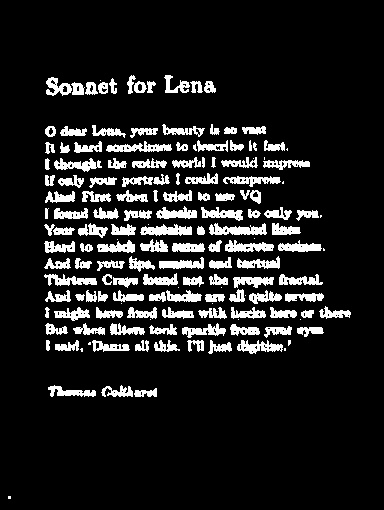 Sonnet for Lena
O dear Lena, your beauty is so vast
It is hard sometimes to describe it fast.
I thought the entire world I would impress
If only your portrait I could compress.
Alas! First when I tried to use VQ
I found that your cheeks belong to only you.
Your silky hair contains a thousand lines
Hard to match with sums of discrete cosines.
And for your lips, sensual and tactual
Thirteen Crays found not the proper fractal.
And while these setbacks are all quite severe
I might have fixed them with hacks here or there
But when filters took sparkle from your eyes
I said, 'Damn all this. I'll just digitize.'
Thomas Colthurst